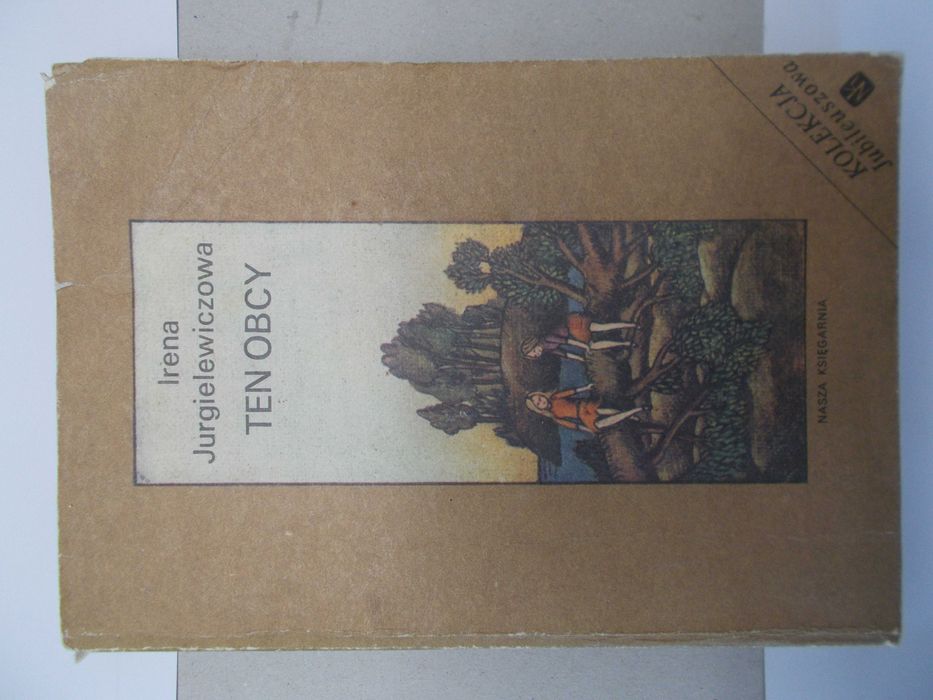 KOLEKCJA
Jubileuszowa
Irena
Jurgielewiczowa
TEN OBCY
NASZA KSIĘGARNIA